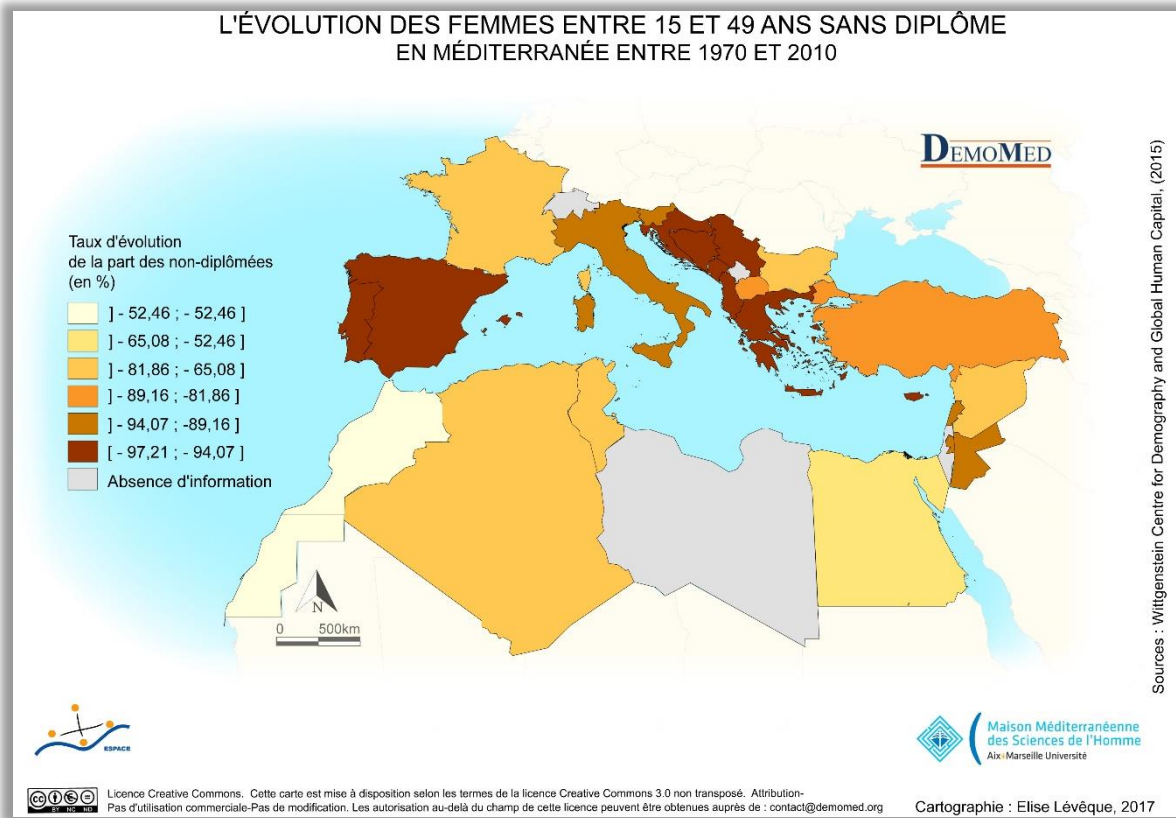 L'ÉVOLUTION DES FEMMES ENTRE 15 ET 49 ANS SANS DIPLÔME
EN MÉDITERRANÉE ENTRE 1970 ET 2010
DEMOMED
Sources : Wittgenstein Centre for Demography and Global Human Capital, (2015)
Taux d'évolution
de la part des non-diplômées
(en %)
] - 52,46 ; - 52,46 ]
] - 65,08 ; - 52,46 ]
] - 81,86 ; - 65,08 ]
] - 89,16 ; -81,86 ]
] - 94,07 ; -89,16 ]
[ - 97,21 ; - 94,07 ]
Absence d'information
N
0 500km
ESPACE
Maison Méditerranéenne
des Sciences de l'Homme
Aix Marseille Université
cc BY NC ND
Licence Creative Commons. Cette carte est mise à disposition selon les termes de la licence Creative Commons 3.0 non transposé. Attribution-
Pas d'utilisation commerciale-Pas de modification. Les autorisation au-delà du champ de cette licence peuvent être obtenues auprès de : contact@demomed.org
Cartographie : Elise Lévêque, 2017